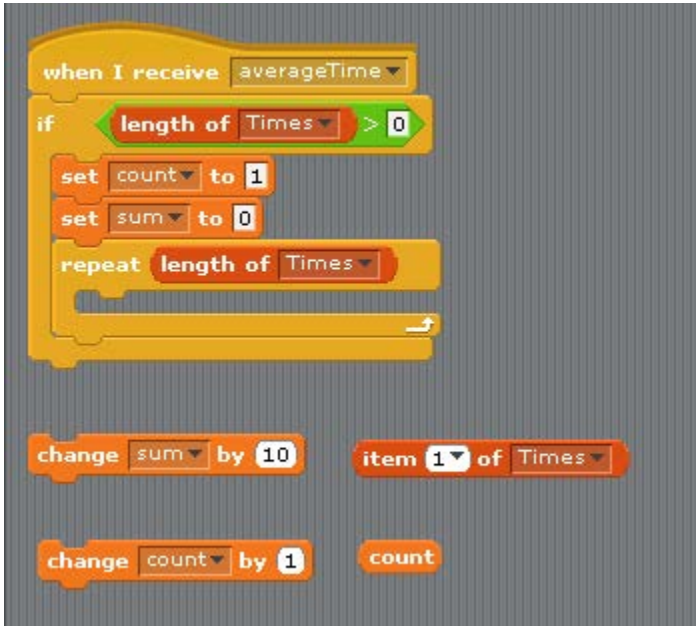 when I receive averageTime
if length of Times > 0
set count to 1
set sum to 0
repeat length of Times
change sum by 10 item 1 of Times
change count by 1 count